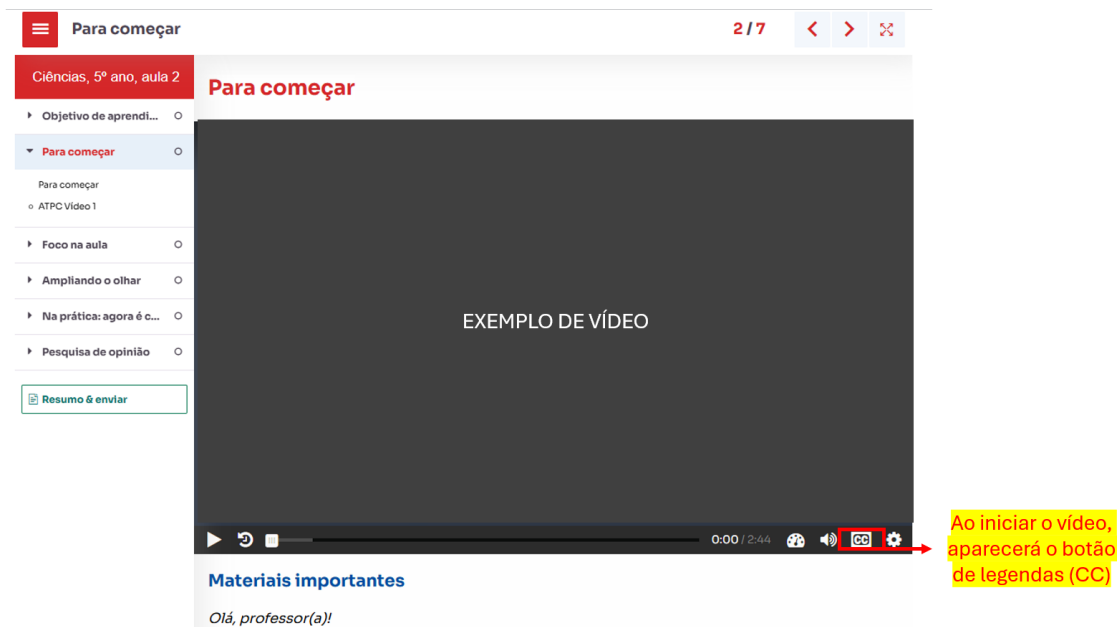 Para começar
2 / 7
Ciências, 5º ano, aula 2
Objetivo de aprendi...
Para começar
Para começar
ATPC Vídeo 1
Foco na aula
Ampliando o olhar
Na prática: agora é c...
Pesquisa de opinião
Resumo & enviar
Para começar
EXEMPLO DE VÍDEO
0:00 / 2:44
CC
Ao iniciar o vídeo,
aparecerá o botão
de legendas (CC)
Materiais importantes
Olá, professor(a)!